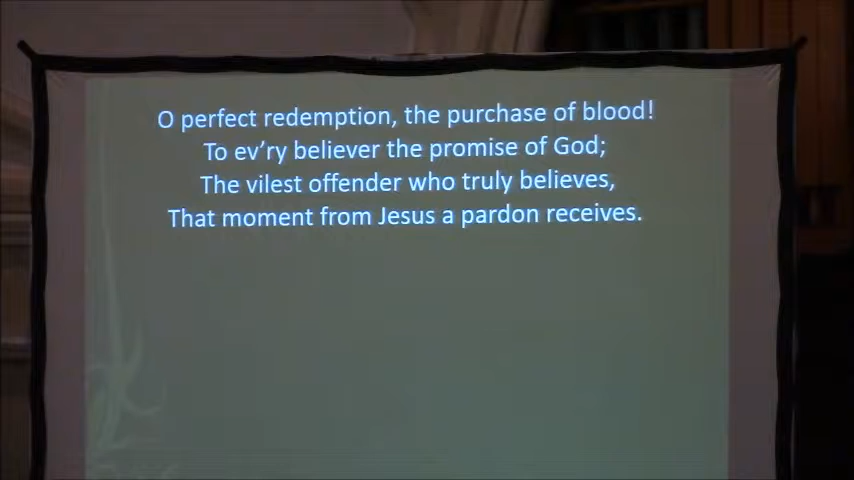 O perfect redemption, the purchase of blood!
To ev’ry believer the promise of God;
The vilest offender who truly believes,
That moment from Jesus a pardon receives.